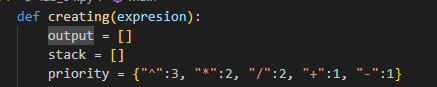 def creating(expresion):
output = []
stack = []
priority = {"^":3, "*":2, "/":2, "+":1, "-":1}